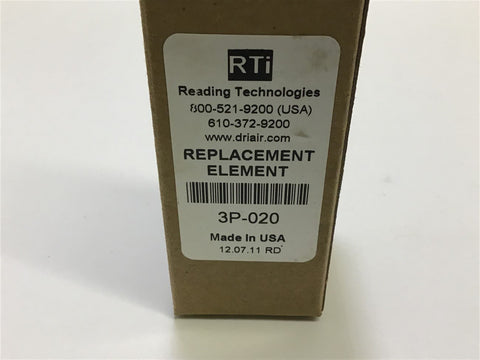 RTi
Reading Technologies
800-521-9200 (USA)
610-372-9200
www.driair.com
REPLACEMENT
ELEMENT
3P-020
Made In USA
12.07.11 RD